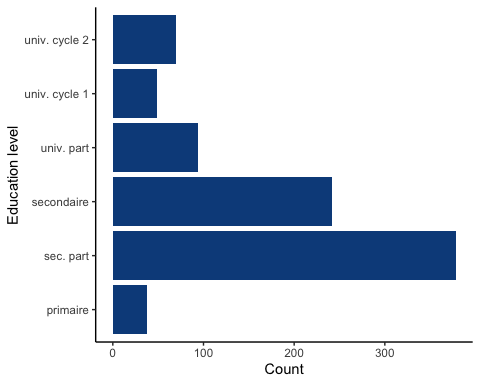 univ. cycle 2
univ. cycle 1
univ. part
secondaire
sec. part
primaire
Education level
0 100 200 300
Count